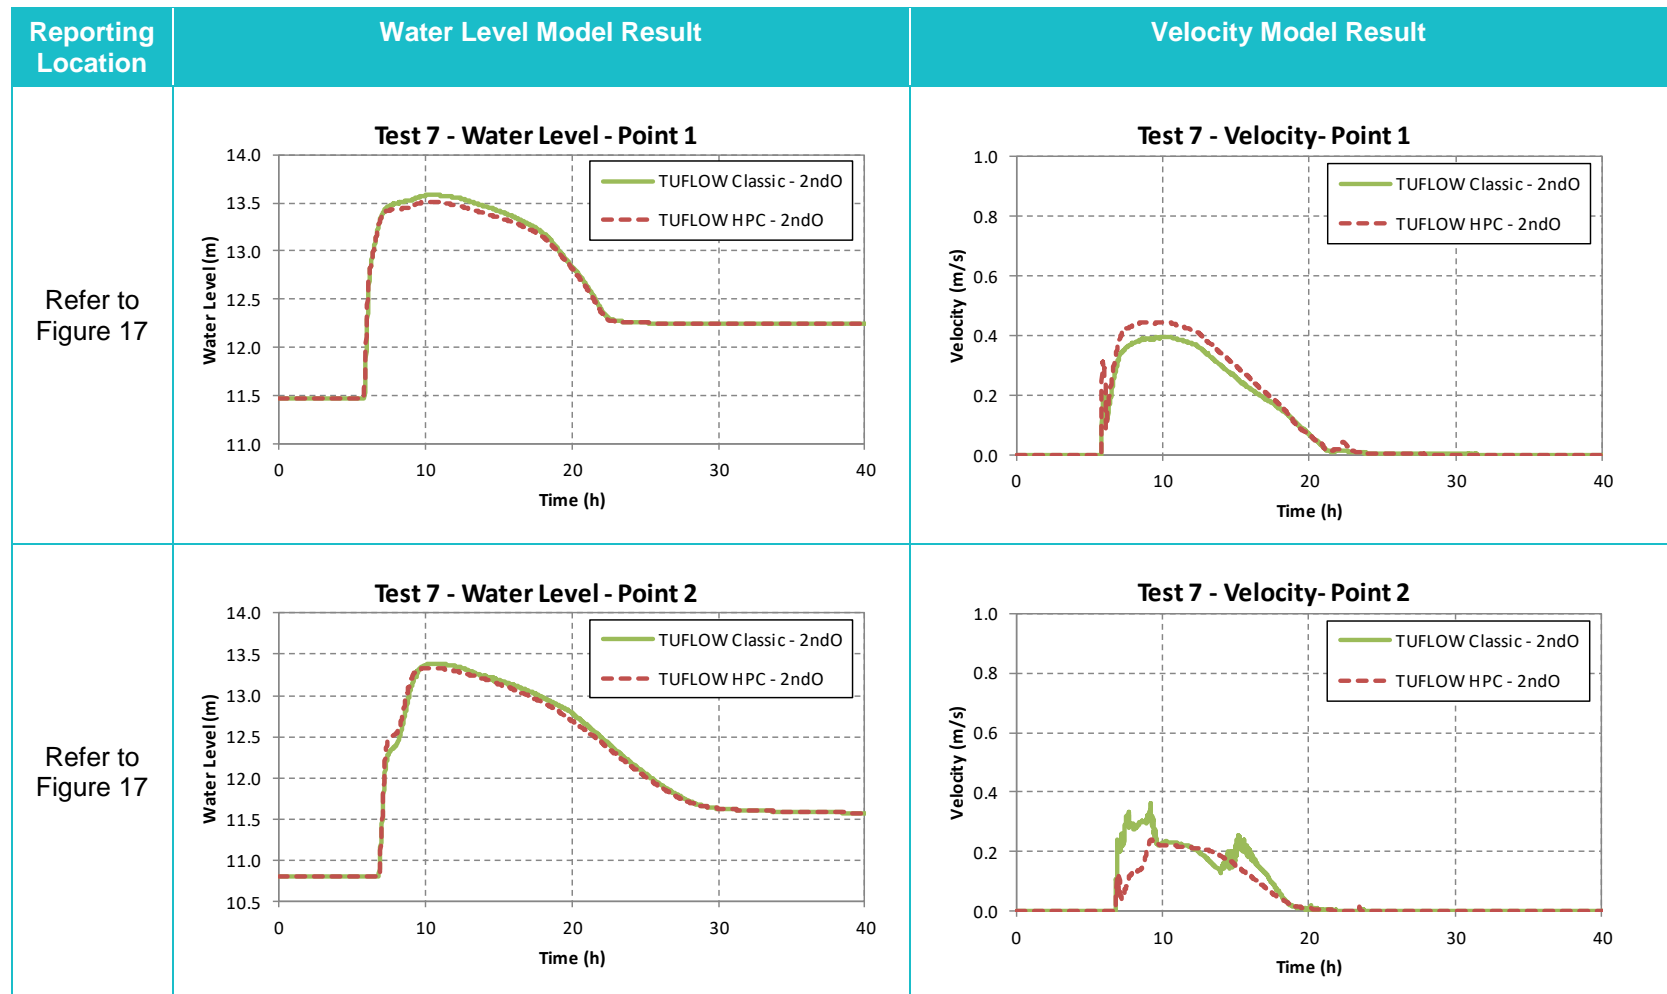 Reporting
Location
Water Level Model Result
Velocity Model Result
Refer to
Figure 17
Test 7 - Water Level - Point 1
14.0
13.5
13.0
12.5
12.0
11.5
11.0
Water Level (m)
TUFLOW Classic - 2ndO
TUFLOW HPC - 2ndO
0
10
20
30
40
Time (h)
Test 7 - Velocity- Point 1
1.0
0.8
0.6
0.4
0.2
0.0
Velocity (m/s)
TUFLOW Classic - 2ndO
TUFLOW HPC - 2ndO
0
10
20
30
40
Time (h)
Refer to
Figure 17
Test 7 - Water Level - Point 2
14.0
13.5
13.0
12.5
12.0
11.5
11.0
10.5
Water Level (m)
TUFLOW Classic - 2ndO
TUFLOW HPC - 2ndO
0
10
20
30
40
Time (h)
Test 7 - Velocity- Point 2
1.0
0.8
0.6
0.4
0.2
0.0
Velocity (m/s)
TUFLOW Classic - 2ndO
TUFLOW HPC - 2ndO
0
10
20
30
40
Time (h)